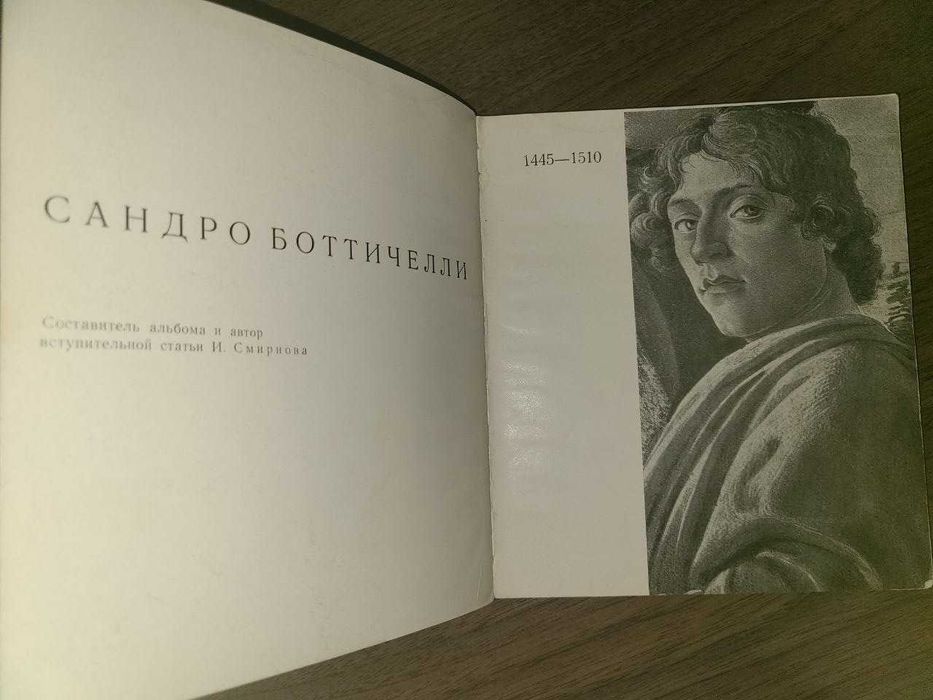 САНДРО БОТТИЧЕЛЛИ
Составитель альбома и автор
вступительной статьи И. Смирнова
1445—1510